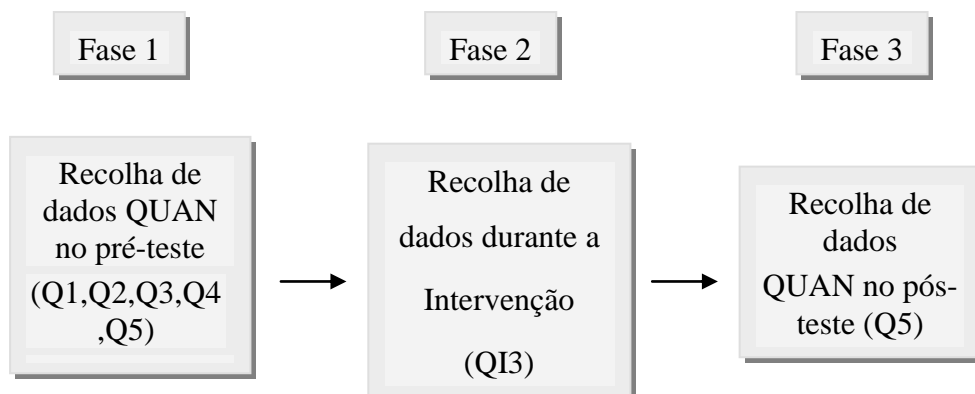 Fase 1
Fase 2
Fase 3
Recolha de
dados QUAN
no pré-teste
(Q1,Q2,Q3,Q4
,Q5)
Recolha de
dados durante a
Intervenção
(QI3)
Recolha de
dados
QUAN no pós-
teste (Q5)